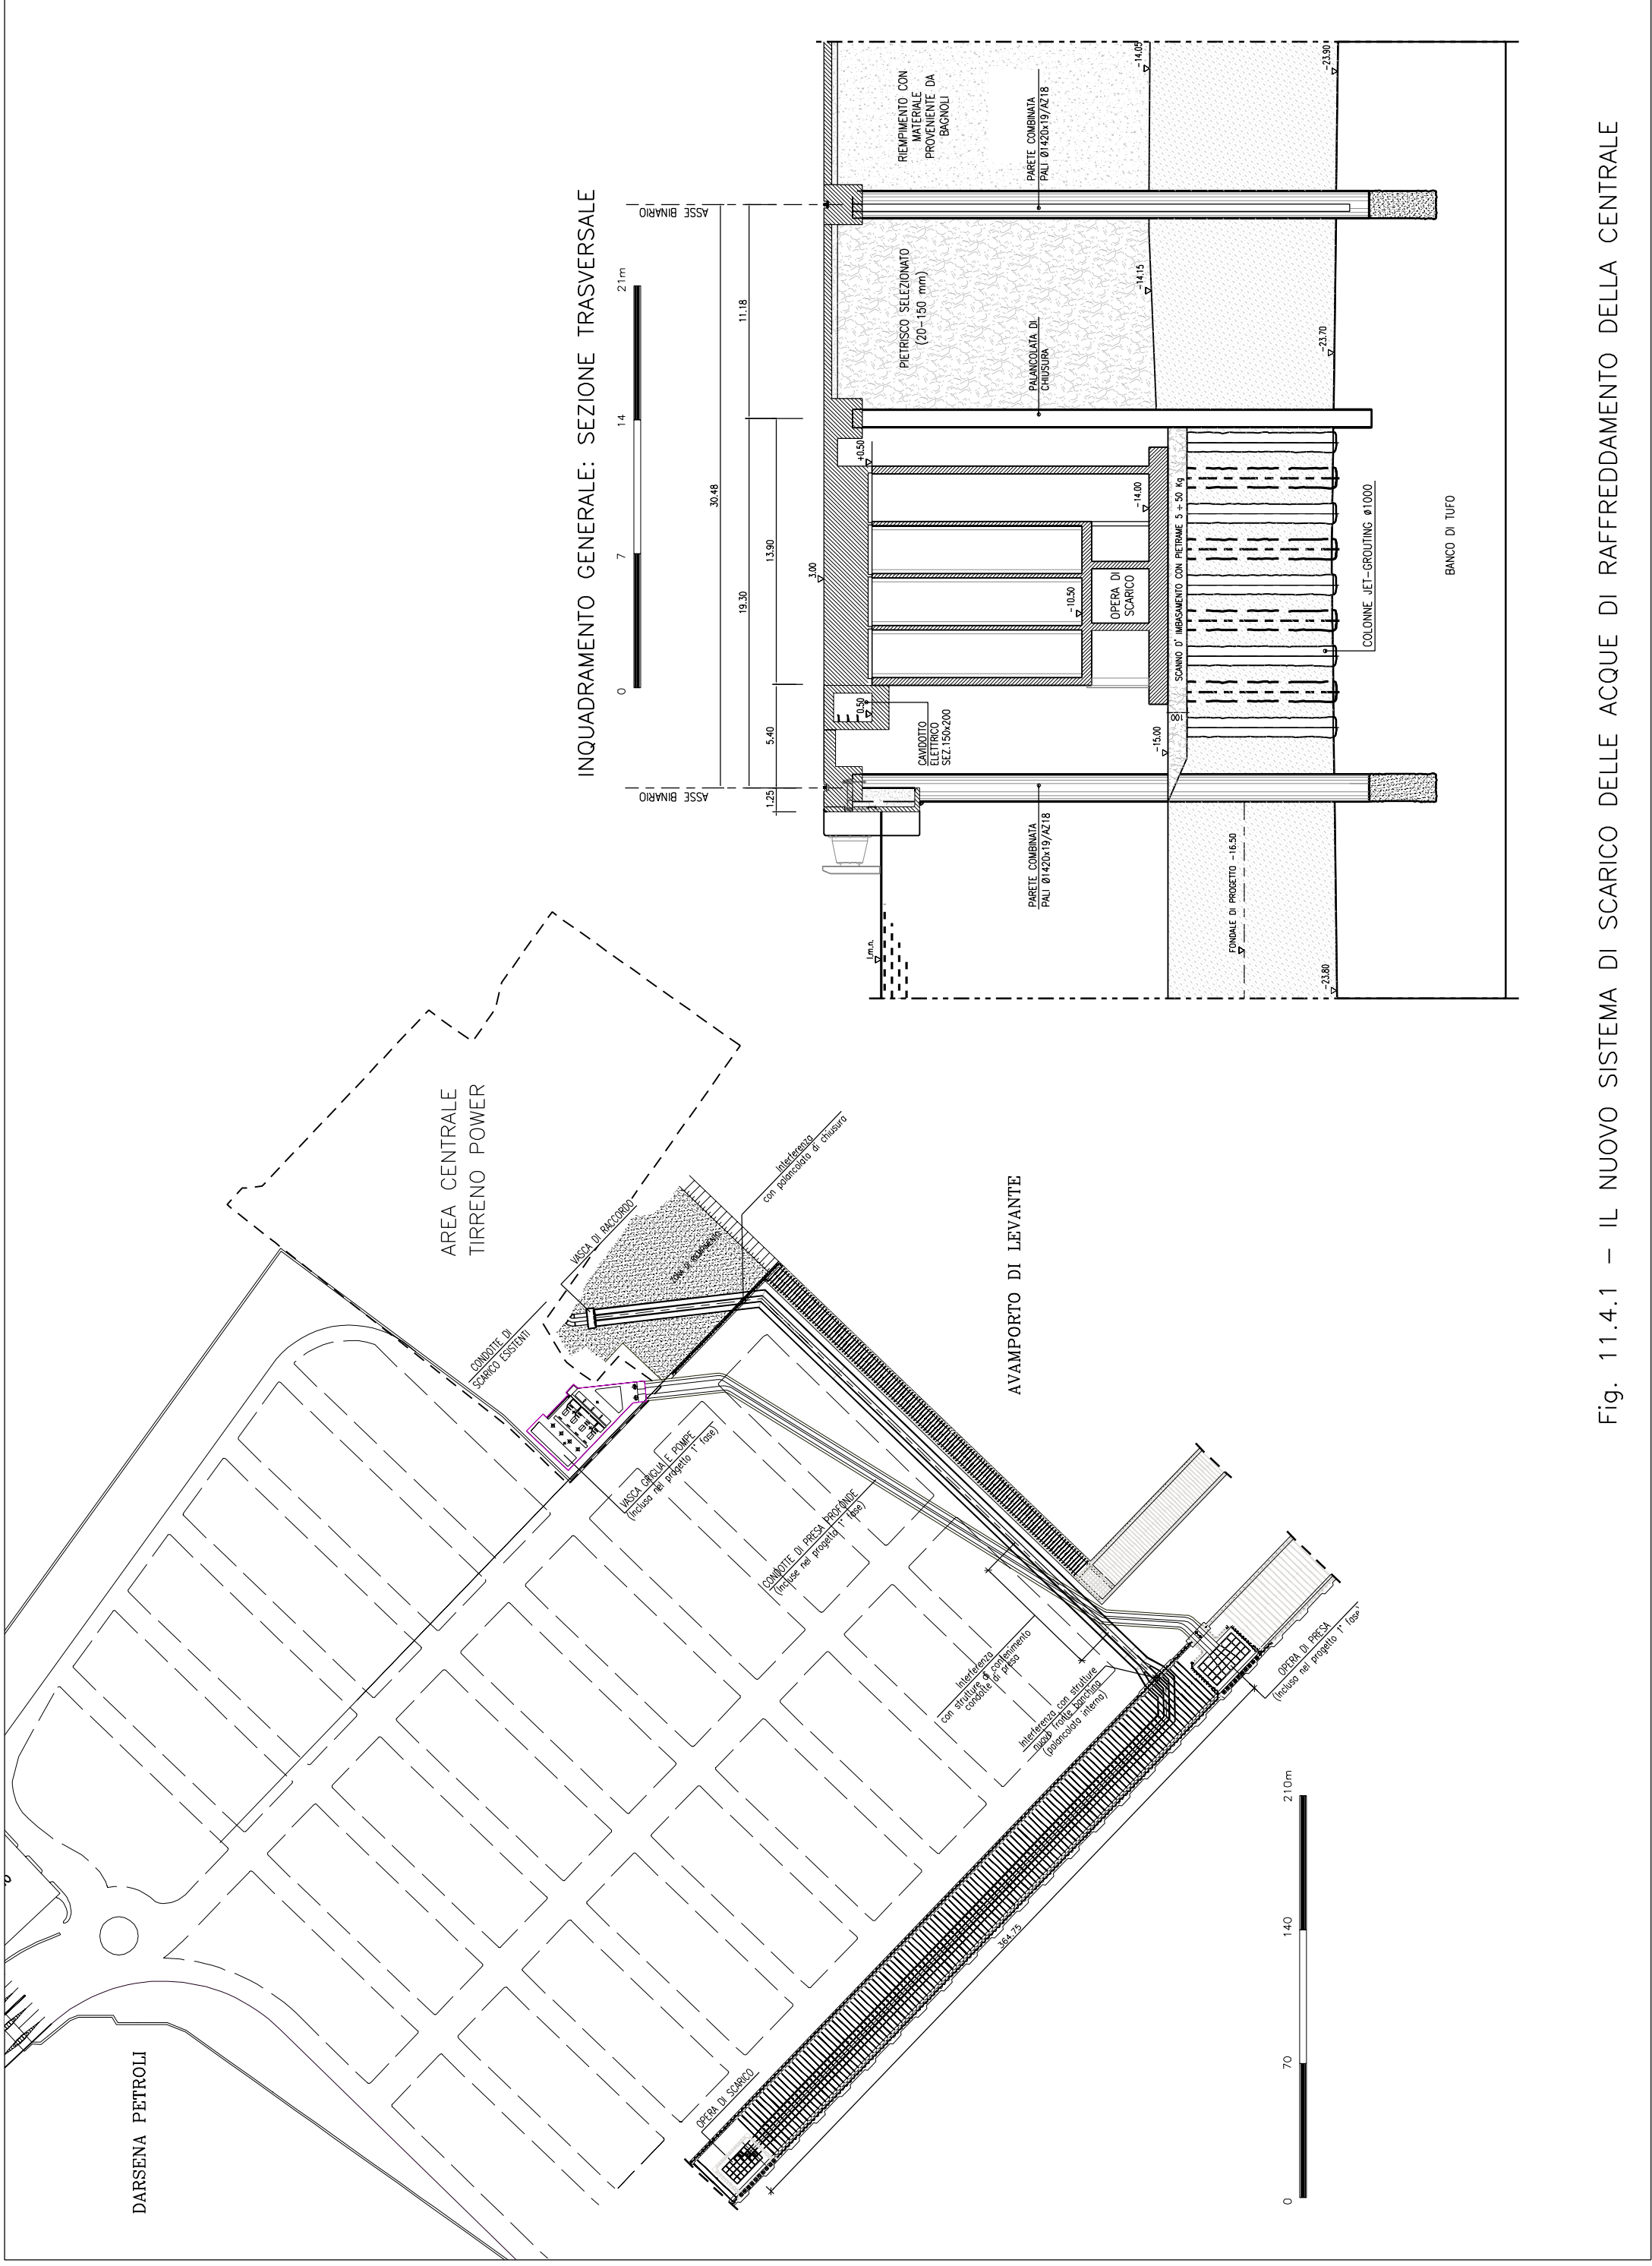 DARSENA PETROLI
AREA CENTRALE
TIRRENO POWER
AVAMPORTO DI LEVANTE
CONDOTTE DI
SCARICO ESISTENTI
VASCA DI RACCORDO
ZONA DI RIEMPIMENTO
Interferenza
con palancolata di chiusura
VASCA GRIGLIA E POMPE
(inclusa nel progetto 1° fase)
CONDOTTE DI PRESA PROFONDE
(incluse nel progetto 1° fase)
Interferenza
con strutture di contenimento
condotte di presa
Interferenza con strutture
nuovo fronte banchina
(palancolata interna)
OPERA DI PRESA
(inclusa nel progetto 1° fase)
OPERA DI SCARICO
364.75
0 70 140 210m
INQUADRAMENTO GENERALE: SEZIONE TRASVERSALE
0 7 14 21m
ASSE BINARIO
ASSE BINARIO
30.48
19.30
11.18
1.25
5.40
13.90
3.00
l.m.n.
0.50
+0.50
CAVIDOTTO
ELETTRICO
SEZ.150x200
PIETRISCO SELEZIONATO
(20-150 mm)
RIEMPIMENTO CON
MATERIALE
PROVENIENTE DA
BAGNOLI
PARETE COMBINATA
PALI Ø1420x19/AZ18
PALANCOLATA DI
CHIUSURA
PARETE COMBINATA
PALI Ø1420x19/AZ18
-10.50
OPERA DI
SCARICO
-14.00
-14.15
-14.05
-15.00
100
SCANNO D' IMBASAMENTO CON PIETRAME 5 ÷ 50 Kg
FONDALE DI PROGETTO -16.50
-23.80
-23.70
-23.90
COLONNE JET-GROUTING Ø1000
BANCO DI TUFO
Fig. 11.4.1 - IL NUOVO SISTEMA DI SCARICO DELLE ACQUE DI RAFFREDDAMENTO DELLA CENTRALE